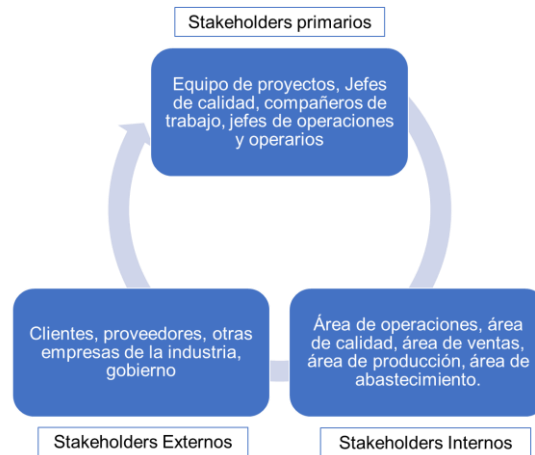 Stakeholders primarios
Equipo de proyectos, Jefes
de calidad, compañeros de
trabajo, jefes de operaciones
y operarios
Clientes, proveedores, otras
empresas de la industria,
gobierno
Stakeholders Externos
Área de operaciones, área
de calidad, área de ventas,
área de producción, área de
abastecimiento.
Stakeholders Internos